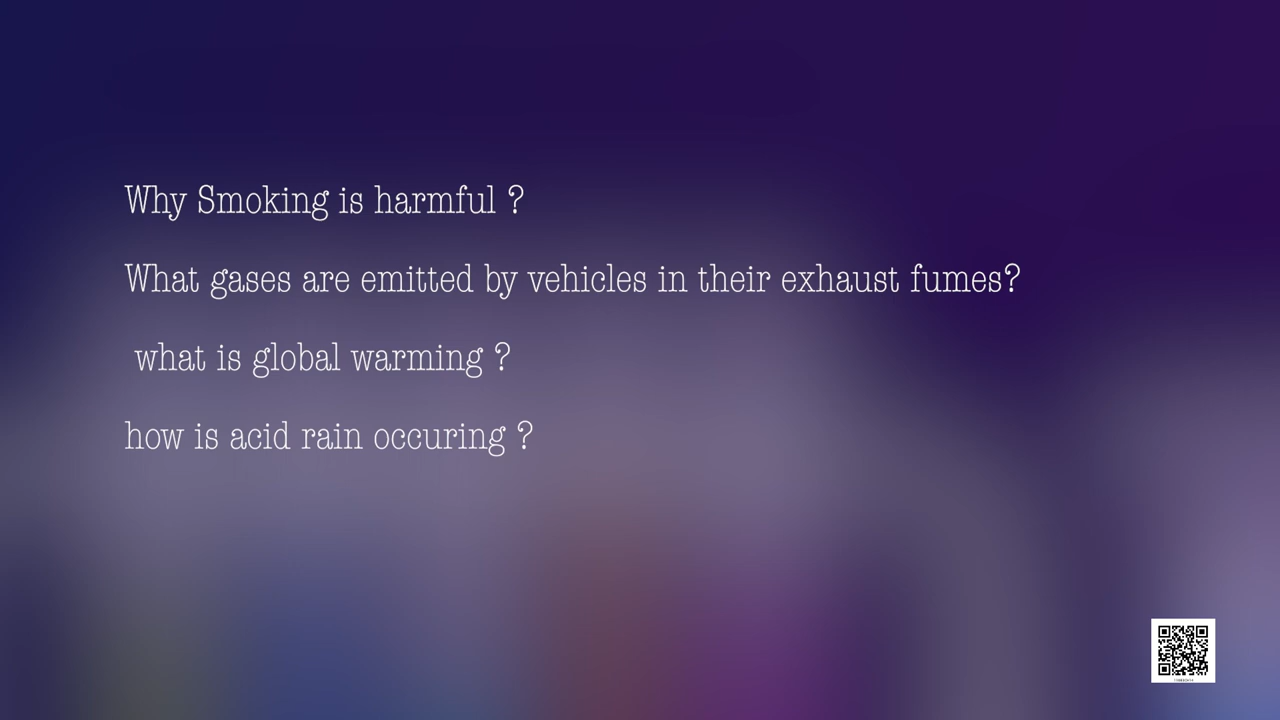 Why Smoking is harmful ?
What gases are emitted by vehicles in their exhaust fumes?
what is global warming ?
how is acid rain occuring ?